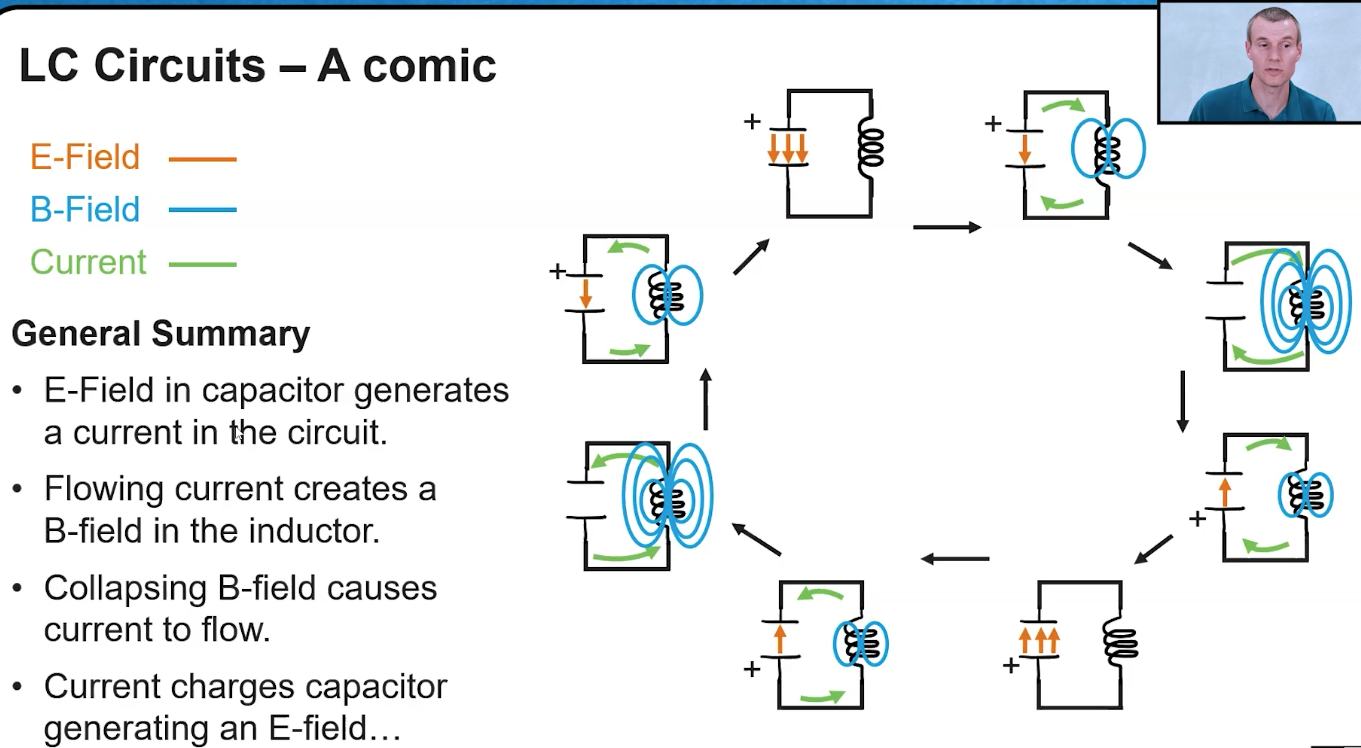 LC Circuits – A comic
E-Field
B-Field
Current
General Summary
• E-Field in capacitor generates
a current in the circuit.
• Flowing current creates a
B-field in the inductor.
• Collapsing B-field causes
current to flow.
• Current charges capacitor
generating an E-field…
+
+
+
+
+
+